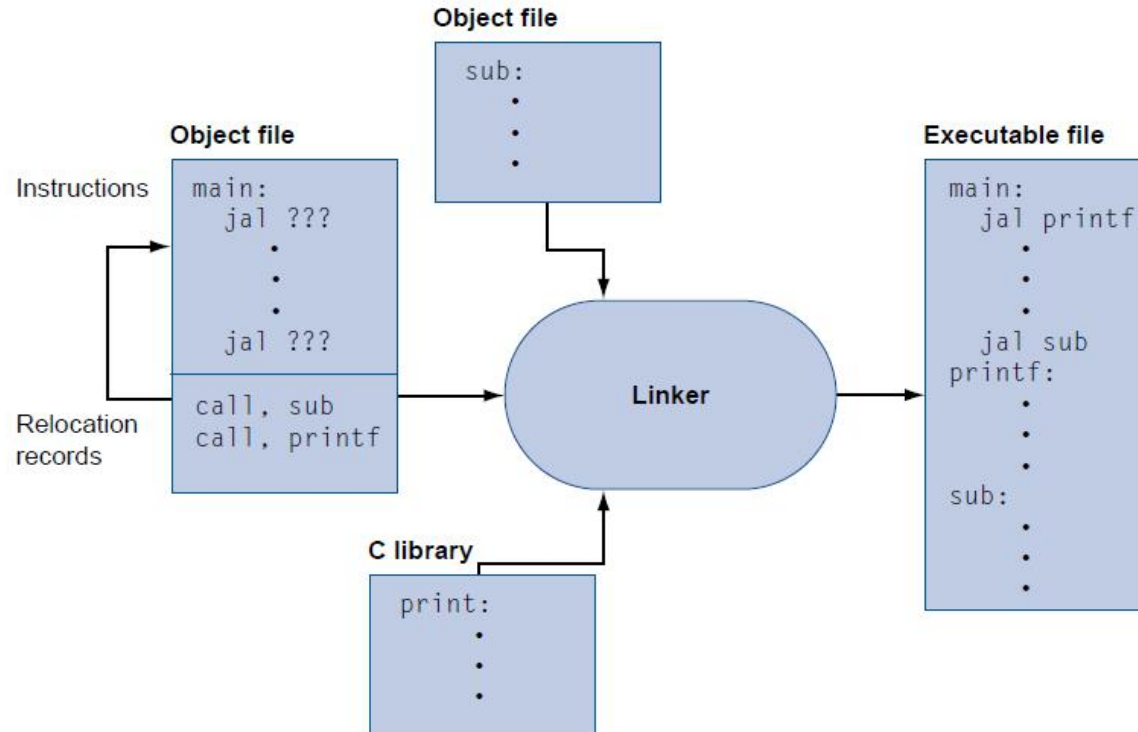 Object file
sub:
Object file
Instructions
main:
jal ???
jal ???
Relocation
records
call, sub
call, printf
Linker
C library
print:
Executable file
main:
jal printf
jal sub
printf:
sub: